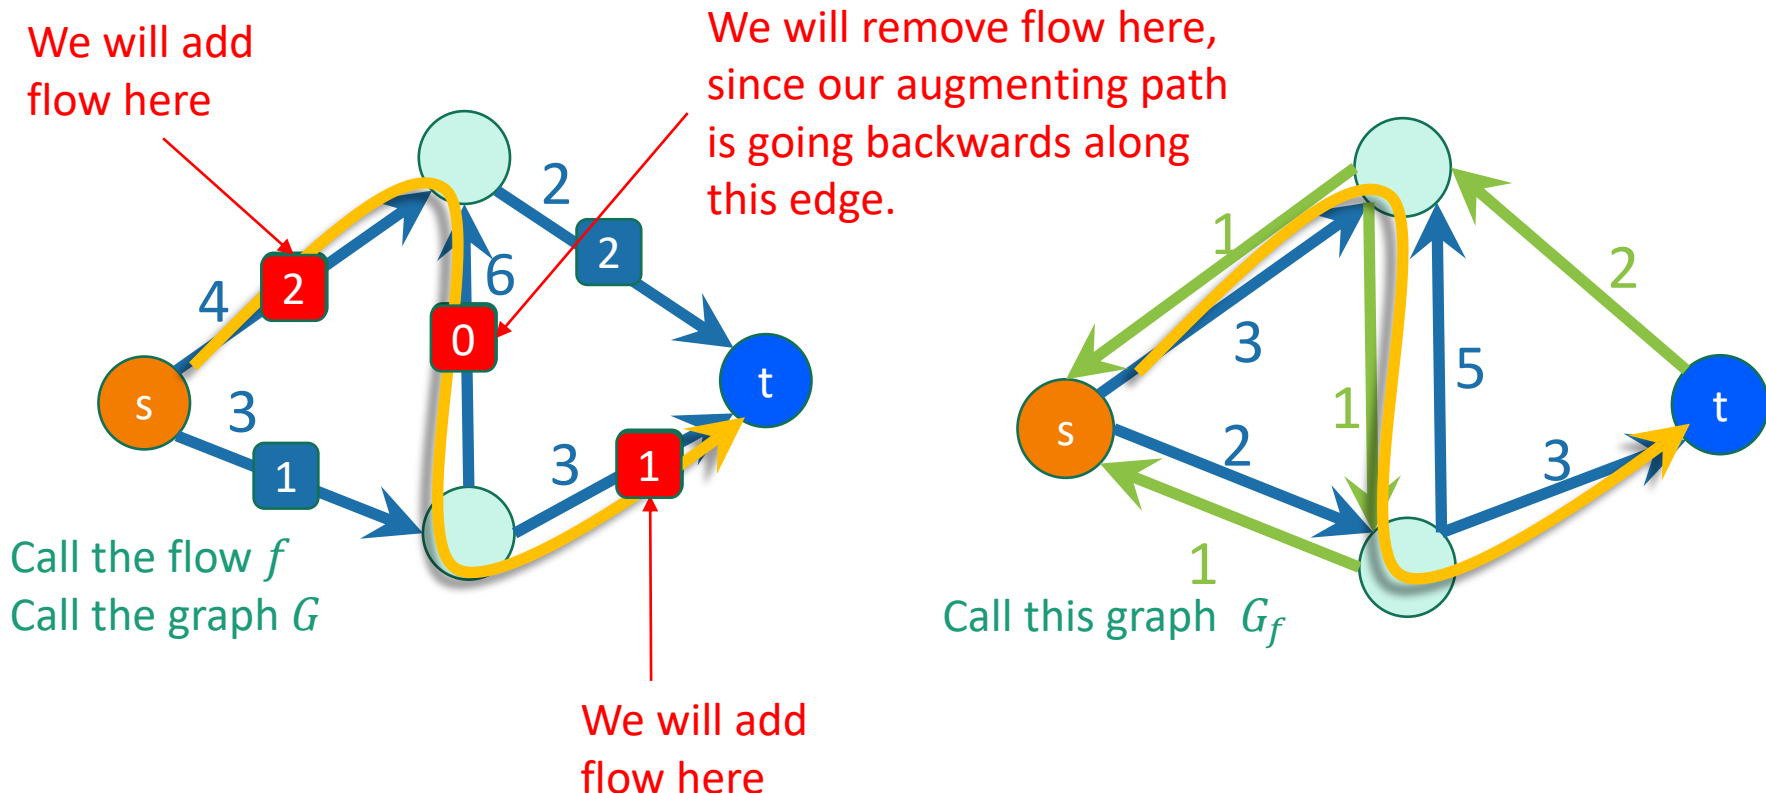 We will add
flow here
We will remove flow here,
since our augmenting path
is going backwards along
this edge.
2
2
4
2
6
0
s
3
1
3
1
t
Call the flow f
Call the graph G
We will add
flow here
1
2
3
1
5
s
2
3
t
1
Call this graph G_f